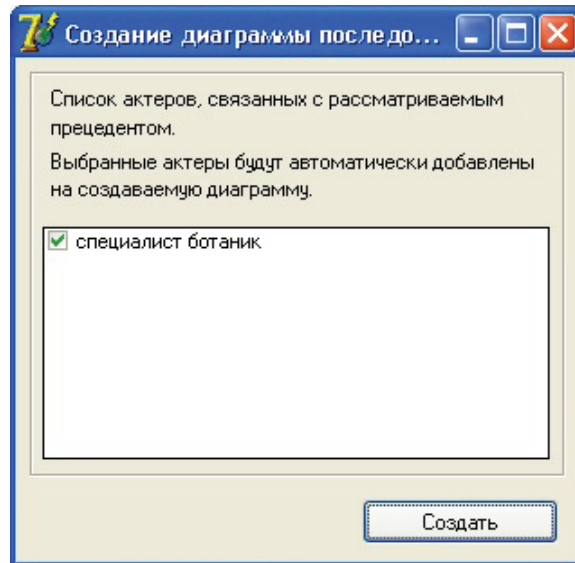 Создание диаграммы последо...
Список актеров, связанных с рассматриваемым
прецедентом.
Выбранные актеры будут автоматически добавлены
на создаваемую диаграмму.
специалист ботаник
Создать